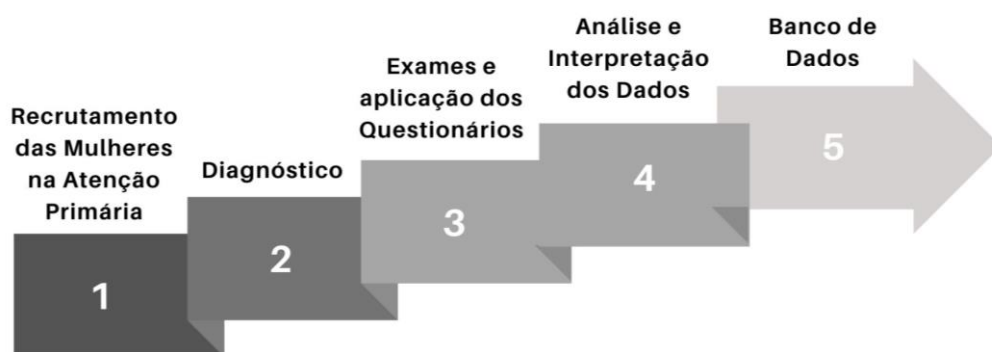 Recrutamento
das Mulheres
na Atenção
Primária
1
Diagnóstico
2
Exames e
aplicação dos
Questionários
3
Análise e
Interpretação
dos Dados
4
Banco de
Dados
5